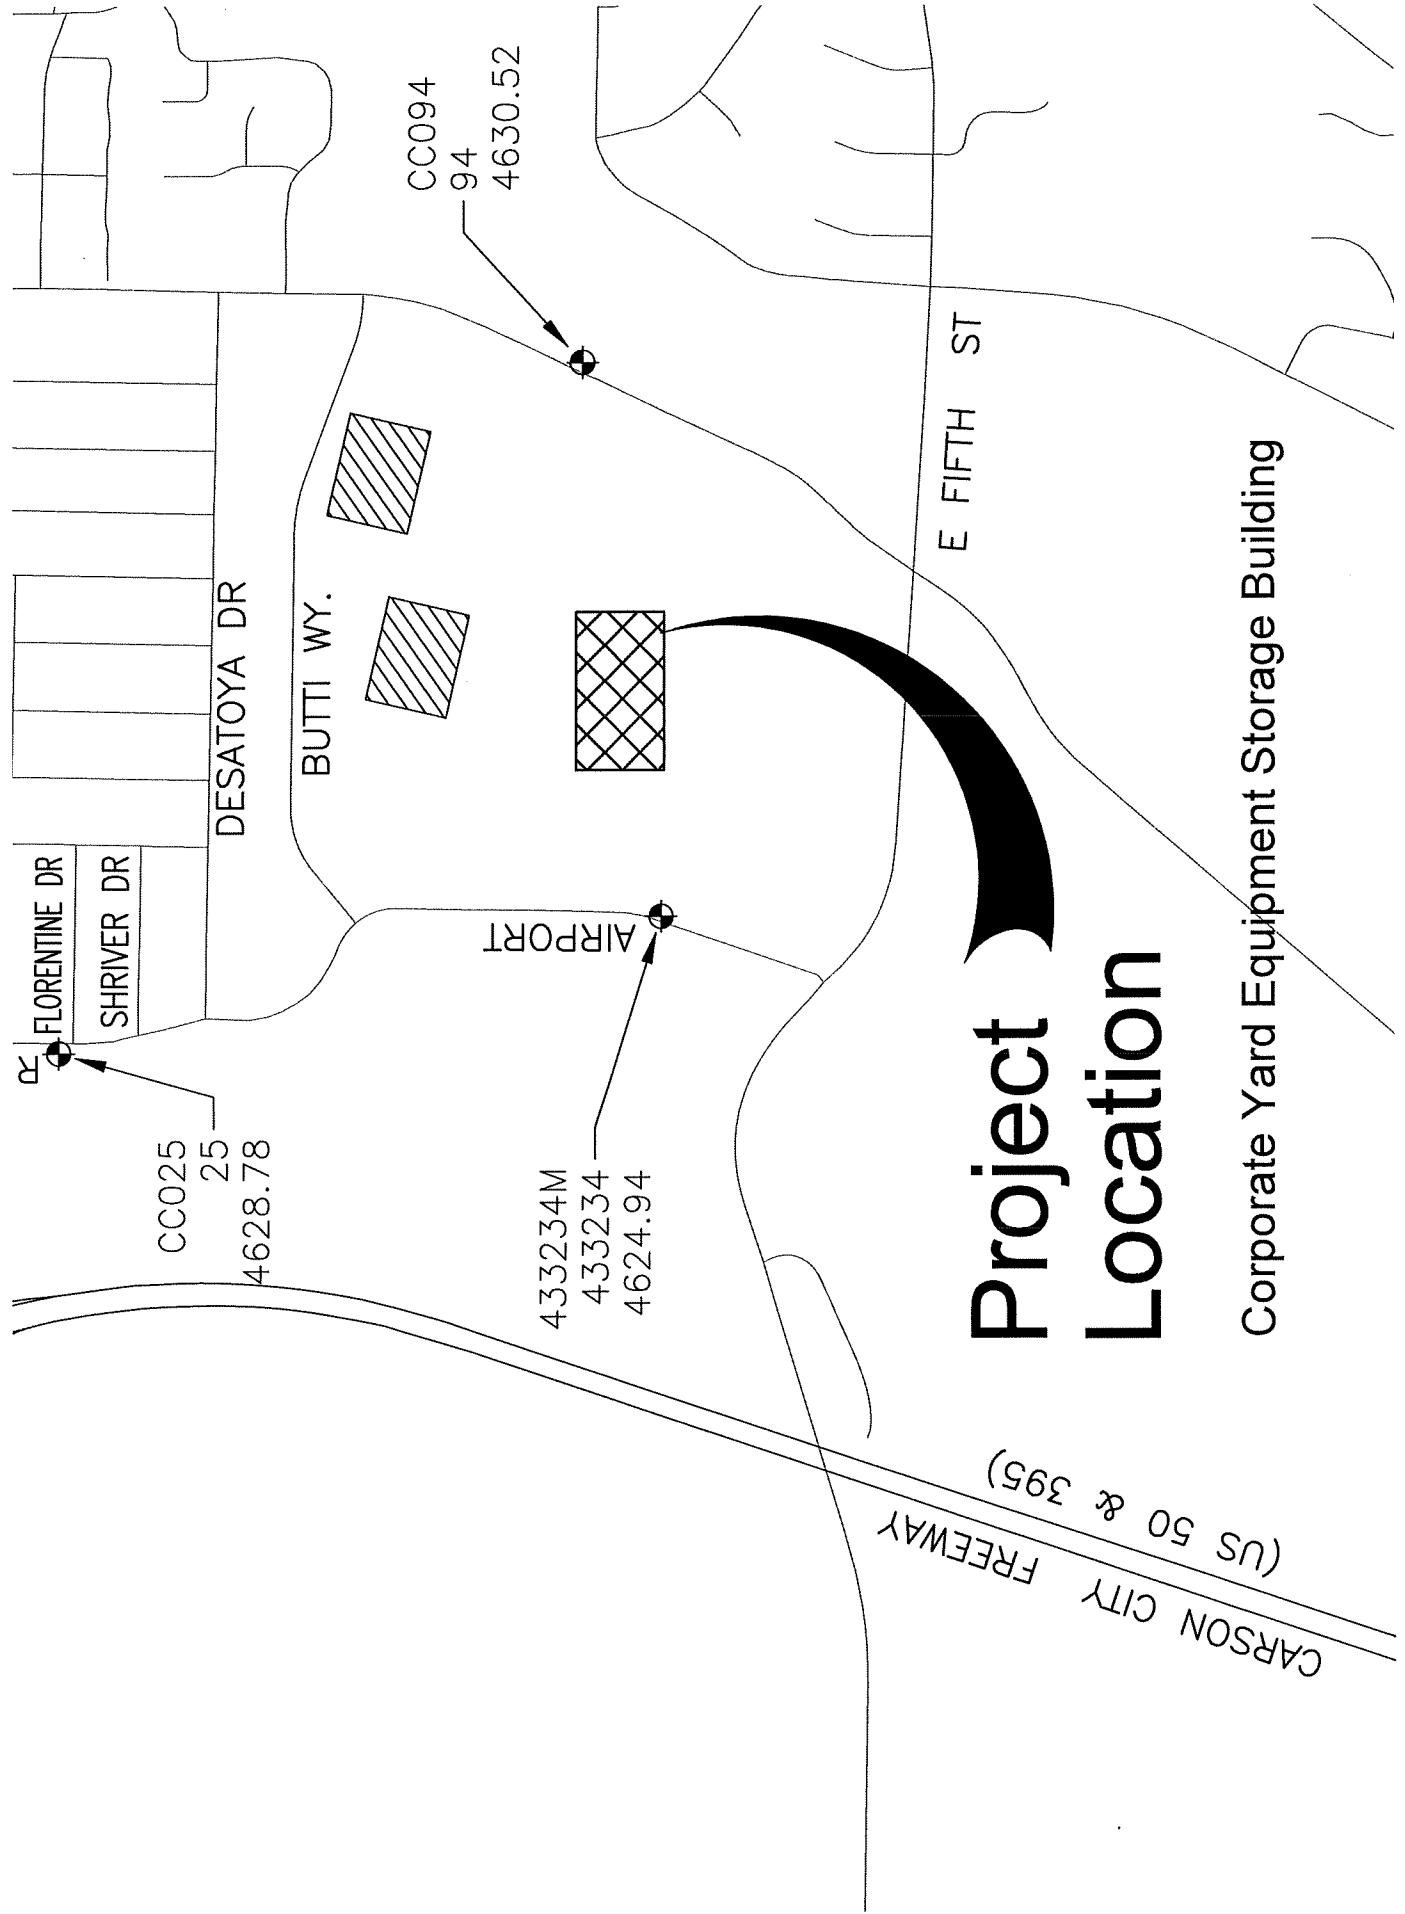 R
FLORENTINE DR
SHRIVER DR
DESATOYA DR
BUTTI WY.
CC025
25
4628.78
CC094
94
4630.52
AIRPORT
433234M
433234
4624.94
E FIFTH ST
Project
Location
Corporate Yard Equipment Storage Building
CARSON CITY FREEWAY
(US 50 & 395)